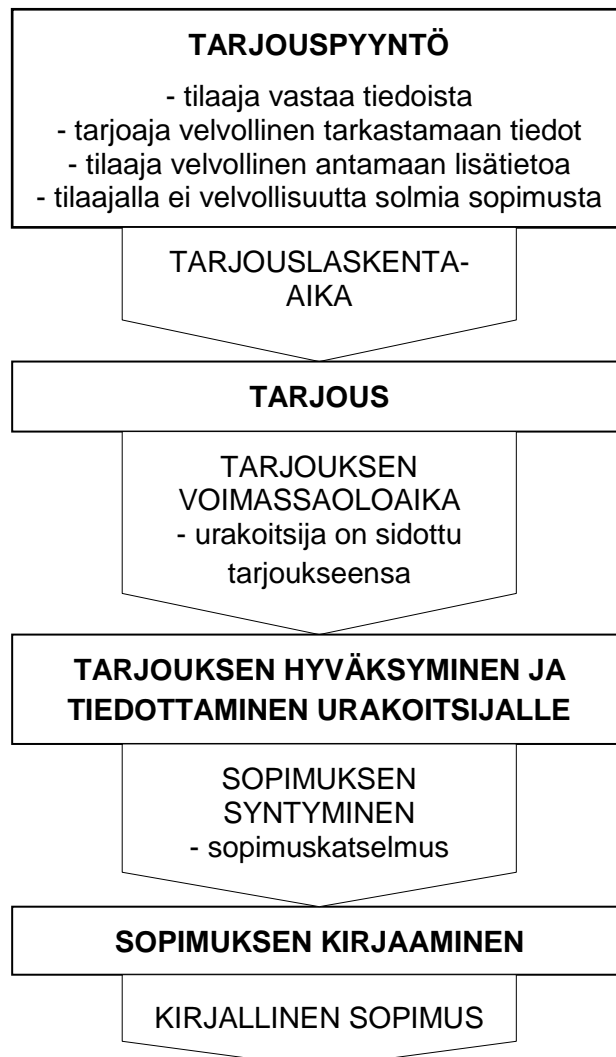 TARJOUSPYYNTÖ
- tilaaja vastaa tiedoista
- tarjoaja velvollinen tarkastamaan tiedot
- tilaaja velvollinen antamaan lisätietoa
- tilaajalla ei velvollisuutta solmia sopimusta
TARJOUSLASKENTA-
AIKA
TARJOUS
TARJOUKSEN
VOIMASSAOLOAIKA
- urakoitsija on sidottu
tarjoukseensa
TARJOUKSEN HYVÄKSYMINEN JA
TIEDOTTAMINEN URAKOITSIJALLE
SOPIMUKSEN
SYNTYMINEN
- sopimuskatselmus
SOPIMUKSEN KIRJAAMINEN
KIRJALLINEN SOPIMUS